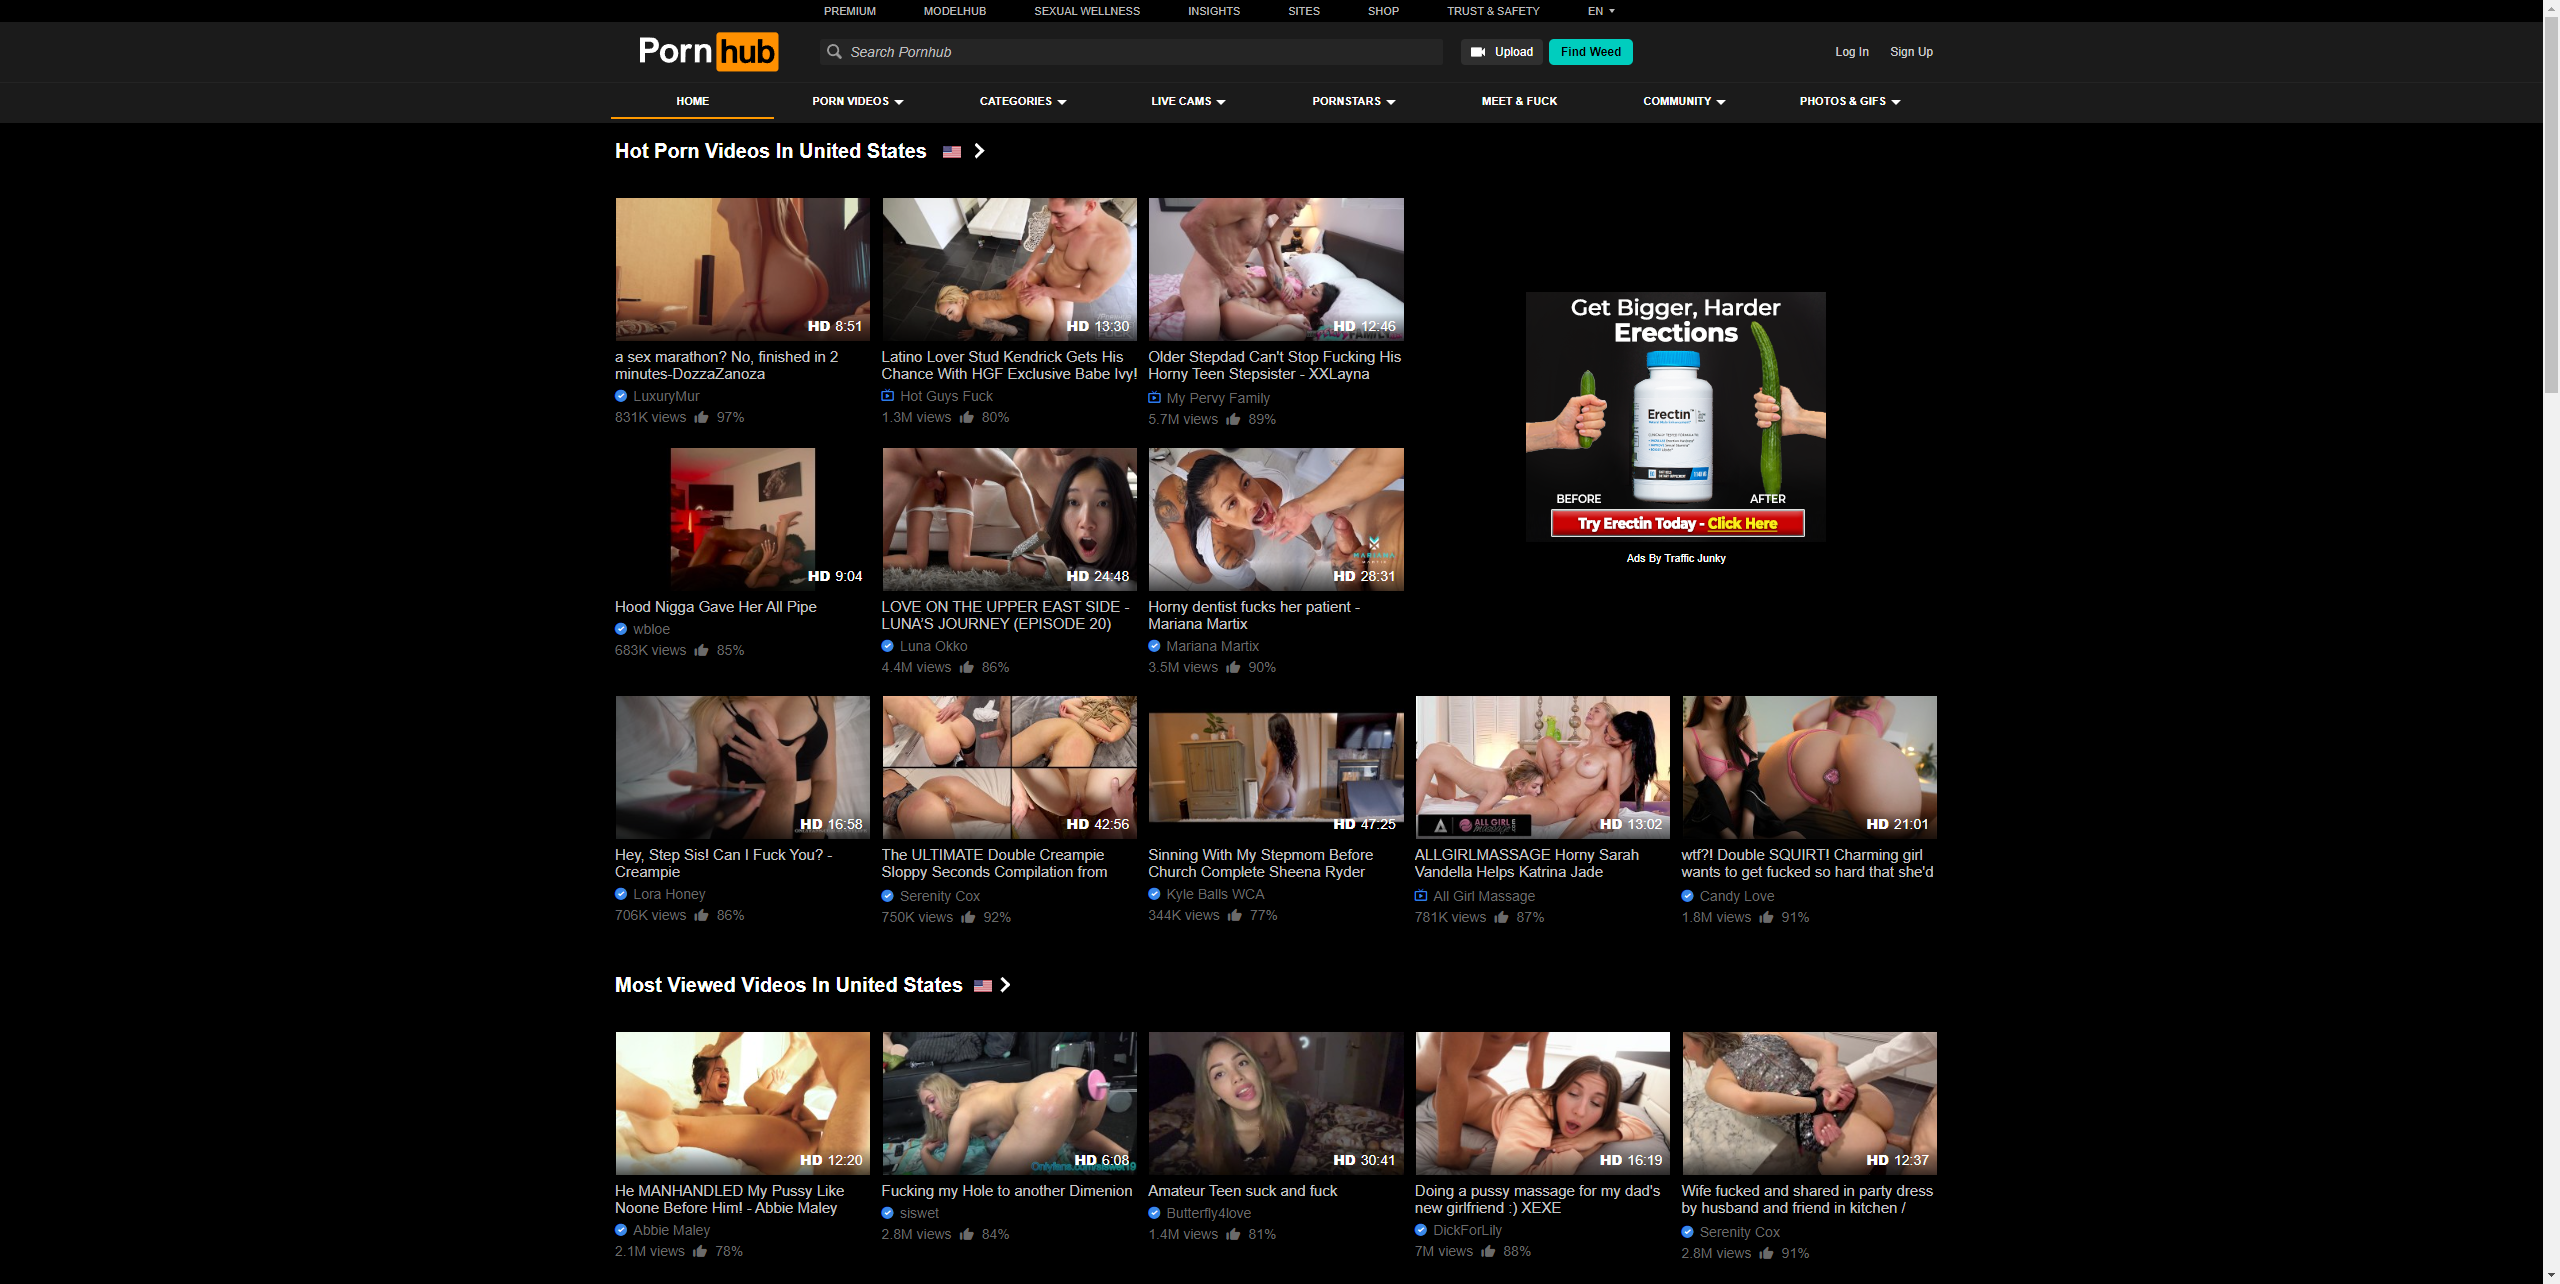 PREMIUM MODELHUB SEXUAL WELLNESS INSIGHTS SITES SHOP TRUST & SAFETY EN
Pornhub Search Pornhub Upload Find Weed Log In Sign Up
HOME PORN VIDEOS CATEGORIES LIVE CAMS PORNSTARS MEET & FUCK COMMUNITY PHOTOS & GIFS
Hot Porn Videos In United States
HD 8:51
a sex marathon? No, finished in 2
minutes-DozzaZanoza
LuxuryMur
831K views 97%
HD 13:30
Latino Lover Stud Kendrick Gets His
Chance With HGF Exclusive Babe Ivy!
Hot Guys Fuck
1.3M views 80%
HD 12:46
Older Stepdad Can't Stop Fucking His
Horny Teen Stepsister - XXLayna
My Pervy Family
5.7M views 89%
Get Bigger, Harder
Erections
Erectin
BEFORE AFTER
Try Erectin Today - Click Here
Ads By Traffic Junky
HD 9:04
Hood Nigga Gave Her All Pipe
wbloe
683K views 85%
HD 24:48
LOVE ON THE UPPER EAST SIDE -
LUNA'S JOURNEY (EPISODE 20)
Luna Okko
4.4M views 86%
MARIANA
MARTIX
HD 28:31
Horny dentist fucks her patient -
Mariana Martix
Mariana Martix
3.5M views 90%
HD 16:58
Hey, Step Sis! Can I Fuck You? -
Creampie
Lora Honey
706K views 86%
HD 42:56
The ULTIMATE Double Creampie
Sloppy Seconds Compilation from
Serenity Cox
750K views 92%
HD 47:25
Sinning With My Stepmom Before
Church Complete Sheena Ryder
Kyle Balls WCA
344K views 77%
ALL GIRL
massage
HD 13:02
ALLGIRLMASSAGE Horny Sarah
Vandella Helps Katrina Jade
All Girl Massage
781K views 87%
HD 21:01
wtf?! Double SQUIRT! Charming girl
wants to get fucked so hard that she'd
Candy Love
1.8M views 91%
Most Viewed Videos In United States
HD 12:20
He MANHANDLED My Pussy Like
Noone Before Him! - Abbie Maley
Abbie Maley
2.1M views 78%
HD 6:08
Onlyfans.com/siswet19
Fucking my Hole to another Dimenion
siswet
2.8M views 84%
HD 30:41
Amateur Teen suck and fuck
Butterfly4love
1.4M views 81%
HD 16:19
Doing a pussy massage for my dad's
new girlfriend :) XEXE
DickForLily
7M views 88%
HD 12:37
Wife fucked and shared in party dress
by husband and friend in kitchen /
Serenity Cox
2.8M views 91%